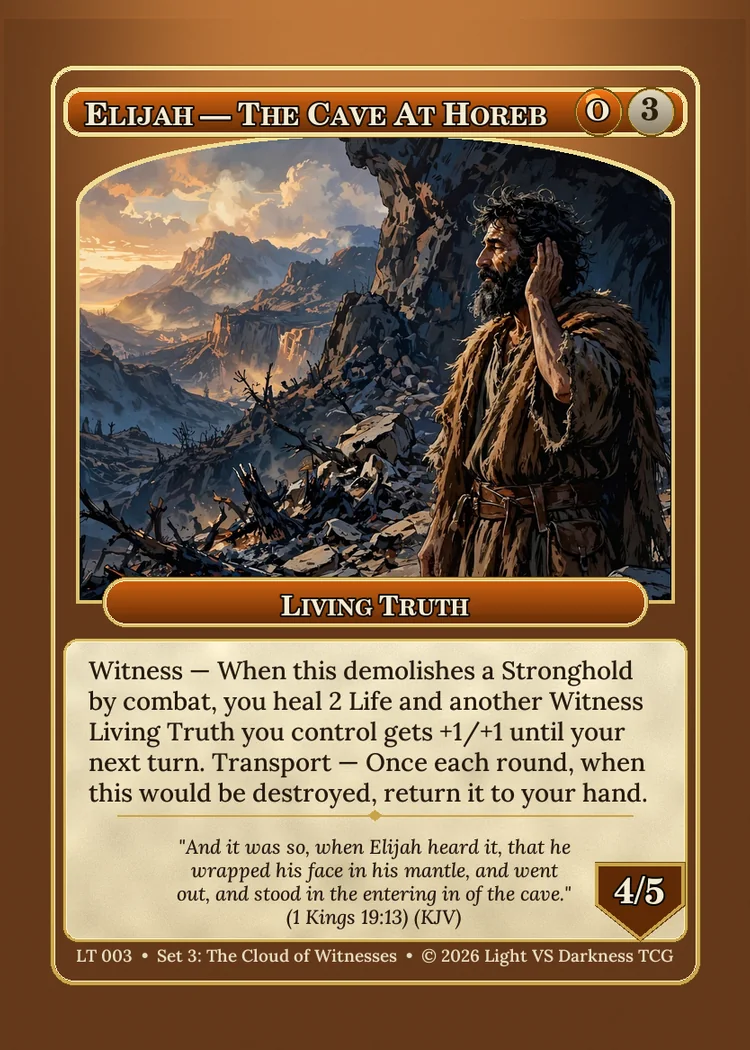 Elijah — The Cave At Horeb O 3
Living Truth
Witness — When this demolishes a Stronghold
by combat, you heal 2 Life and another Witness
Living Truth you control gets +1/+1 until your
next turn. Transport — Once each round, when
this would be destroyed, return it to your hand.
"And it was so, when Elijah heard it, that he
wrapped his face in his mantle, and went
out, and stood in the entering in of the cave."
(1 Kings 19:13) (KJV)
4/5
LT 003 • Set 3: The Cloud of Witnesses • © 2026 Light VS Darkness TCG